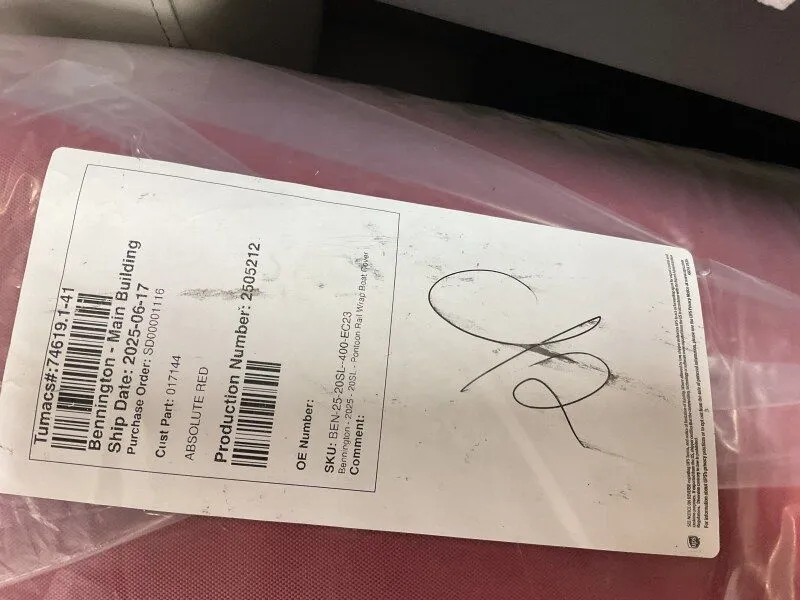 Tumacs#:74619.1-41
Bennington - Main Building
Ship Date: 2025-06-17
Purchase Order: SD00001116
Cust Part: 017144
ABSOLUTE RED
Production Number: 2505212
OE Number:
SKU: BEN-25-20SL-400-EC23
Bennington - 2025 - 20SL - Pontoon Rail Wrap Boat Cover
Comment:
ups